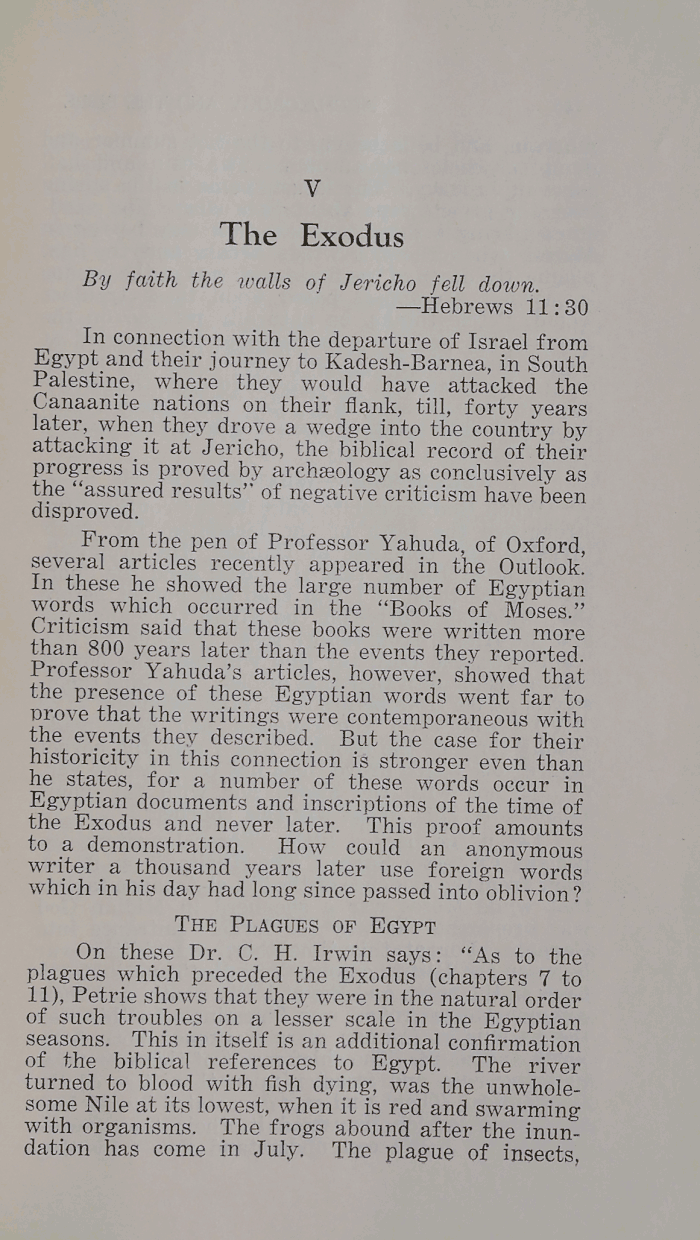 V
The Exodus
By faith the walls of Jericho fell down.
—Hebrews 11:30
In connection with the departure of Israel from
Egypt and their journey to Kadesh-Barnea, in South
Palestine, where they would have attacked the
Canaanite nations on their flank, till, forty years
later, when they drove a wedge into the country by
attacking it at Jericho, the biblical record of their
progress is proved by archæology as conclusively as
the “assured results” of negative criticism have been
disproved.
From the pen of Professor Yahuda, of Oxford,
several articles recently appeared in the Outlook.
In these he showed the large number of Egyptian
words which occurred in the “Books of Moses.”
Criticism said that these books were written more
than 800 years later than the events they reported.
Professor Yahuda’s articles, however, showed that
the presence of these Egyptian words went far to
prove that the writings were contemporaneous with
the events they described. But the case for their
historicity in this connection is stronger even than
he states, for a number of these words occur in
Egyptian documents and inscriptions of the time of
the Exodus and never later. This proof amounts
to a demonstration. How could an anonymous
writer a thousand years later use foreign words
which in his day had long since passed into oblivion?
The Plagues of Egypt
On these Dr. C. H. Irwin says: “As to the
plagues which preceded the Exodus (chapters 7 to
11), Petrie shows that they were in the natural order
of such troubles on a lesser scale in the Egyptian
seasons. This in itself is an additional confirmation
of the biblical references to Egypt. The river
turned to blood with fish dying, was the unwhole-
some Nile at its lowest, when it is red and swarming
with organisms. The frogs abound after the inun-
dation has come in July. The plague of insects,